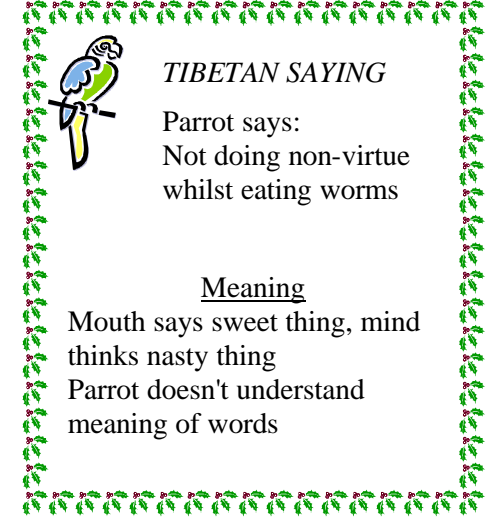 TIBETAN SAYING
Parrot says:
Not doing non-virtue
whilst eating worms
Meaning
Mouth says sweet thing, mind
thinks nasty thing
Parrot doesn't understand
meaning of words